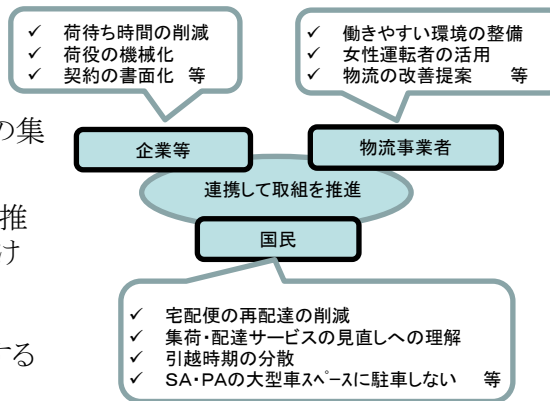 ✓ 荷待ち時間の削減
✓ 荷役の機械化
✓ 契約の書面化 等
✓ 働きやすい環境の整備
✓ 女性運転者の活用
✓ 物流の改善提案 等
の集
推
け
する
企業等
物流事業者
連携して取組を推進
国民
✓ 宅配便の再配達の削減
✓ 集荷・配達サービスの見直しへの理解
✓ 引越時期の分散
✓ SA・PAの大型車ｽﾍﾟｰｽに駐車しない 等